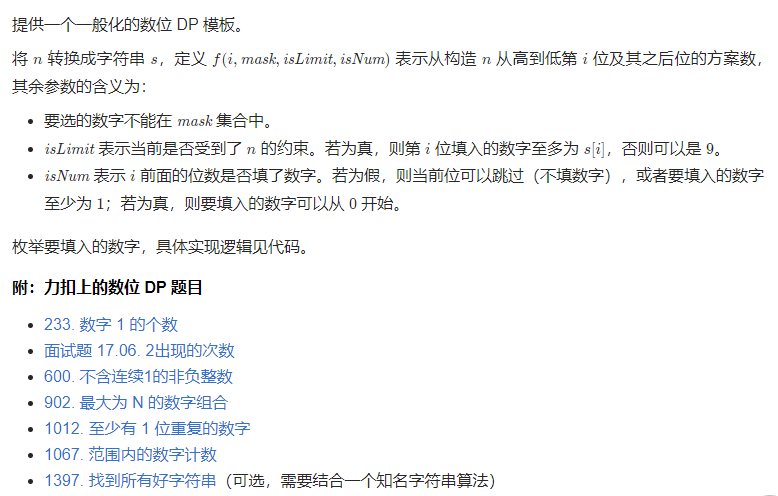 提供一个一般化的数位 DP 模板。
将 n 转换成字符串 s，定义 f(i, mask, isLimit, isNum) 表示从构造 n 从高到低第 i 位及其之后位的方案数，
其余参数的含义为：
• 要选的数字不能在 mask 集合中。
• isLimit 表示当前是否受到了 n 的约束。若为真，则第 i 位填入的数字至多为 s[i]，否则可以是 9。
• isNum 表示 i 前面的位数是否填了数字。若为假，则当前位可以跳过（不填数字），或者要填入的数字
至少为 1；若为真，则要填入的数字可以从 0 开始。
枚举要填入的数字，具体实现逻辑见代码。
附：力扣上的数位 DP 题目
• 233. 数字 1 的个数
• 面试题 17.06. 2出现的次数
• 600. 不含连续1的非负整数
• 902. 最大为 N 的数字组合
• 1012. 至少有 1 位重复的数字
• 1067. 范围内的数字计数
• 1397. 找到所有好字符串（可选，需要结合一个知名字符串算法）